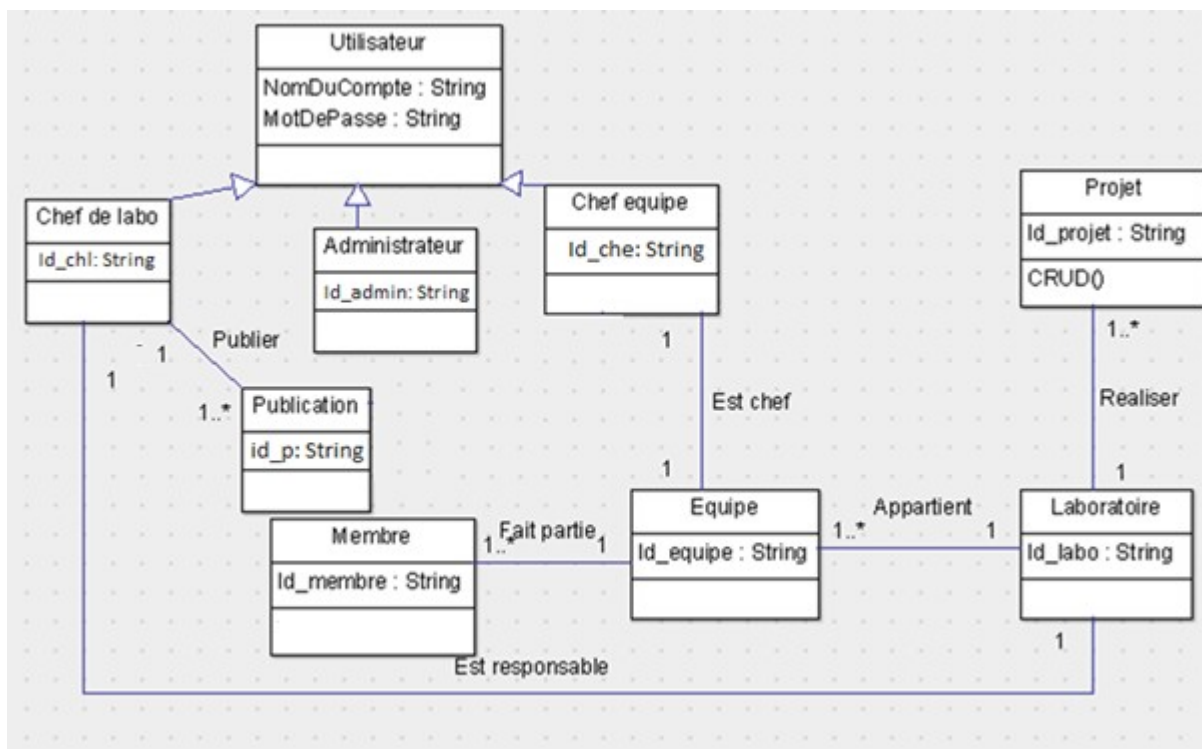 Utilisateur
NomDuCompte : String
MotDePasse : String
Chef de labo
Id_chl: String
Administrateur
Id_admin: String
Chef equipe
Id_che: String
Projet
Id_projet : String
CRUD()
1
Publier
1..*
1
Publication
id_p: String
1
Est chef
1
1..*
Realiser
1
Membre
Id_membre : String
1..*
Fait partie
1
Equipe
Id_equipe : String
1..*
Appartient
1
Laboratoire
Id_labo : String
1
Est responsable